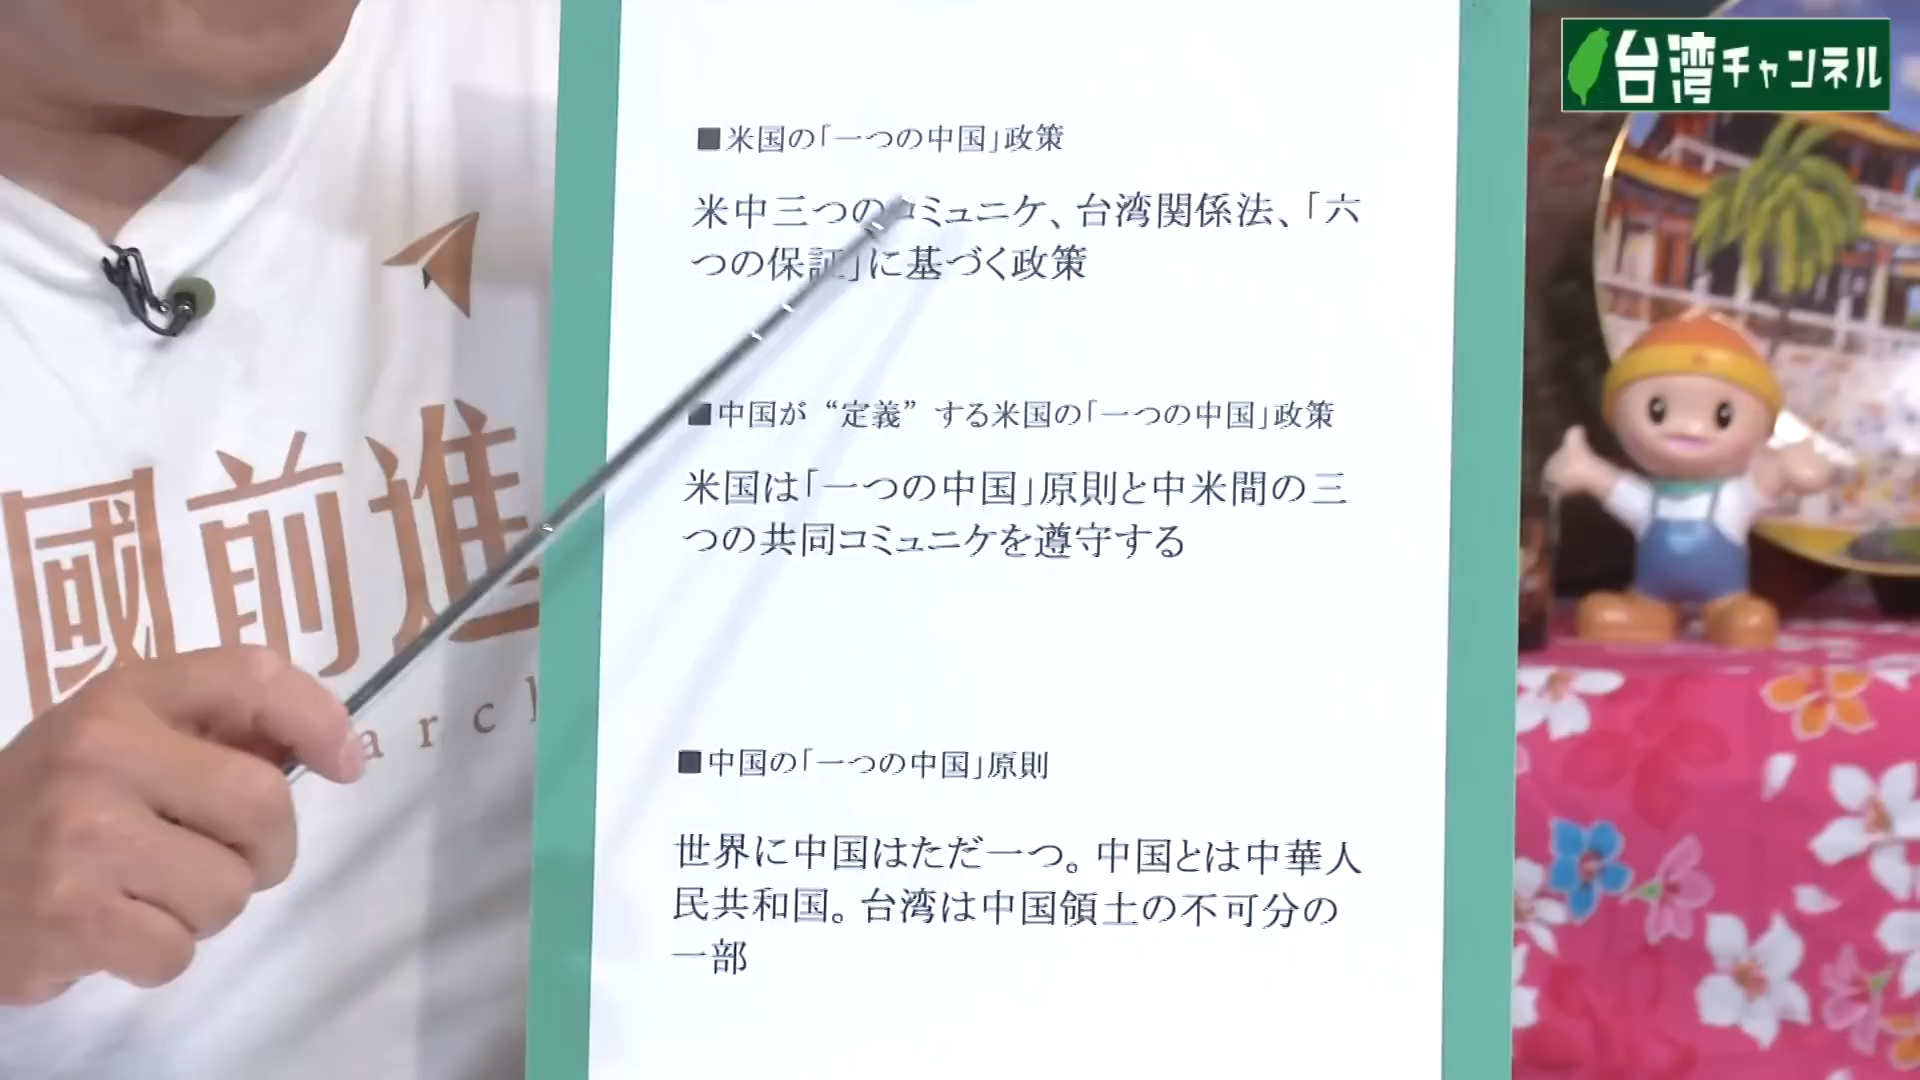 台湾チャンネル
■米国の「一つの中国」政策
米中三つのコミュニケ、台湾関係法、「六
つの保証」に基づく政策
■中国が“定義”する米国の「一つの中国」政策
米国は「一つの中国」原則と中米間の三
つの共同コミュニケを遵守する
■中国の「一つの中国」原則
世界に中国はただ一つ。中国とは中華人
民共和国。台湾は中国領土の不可分の
一部
國前進
arch